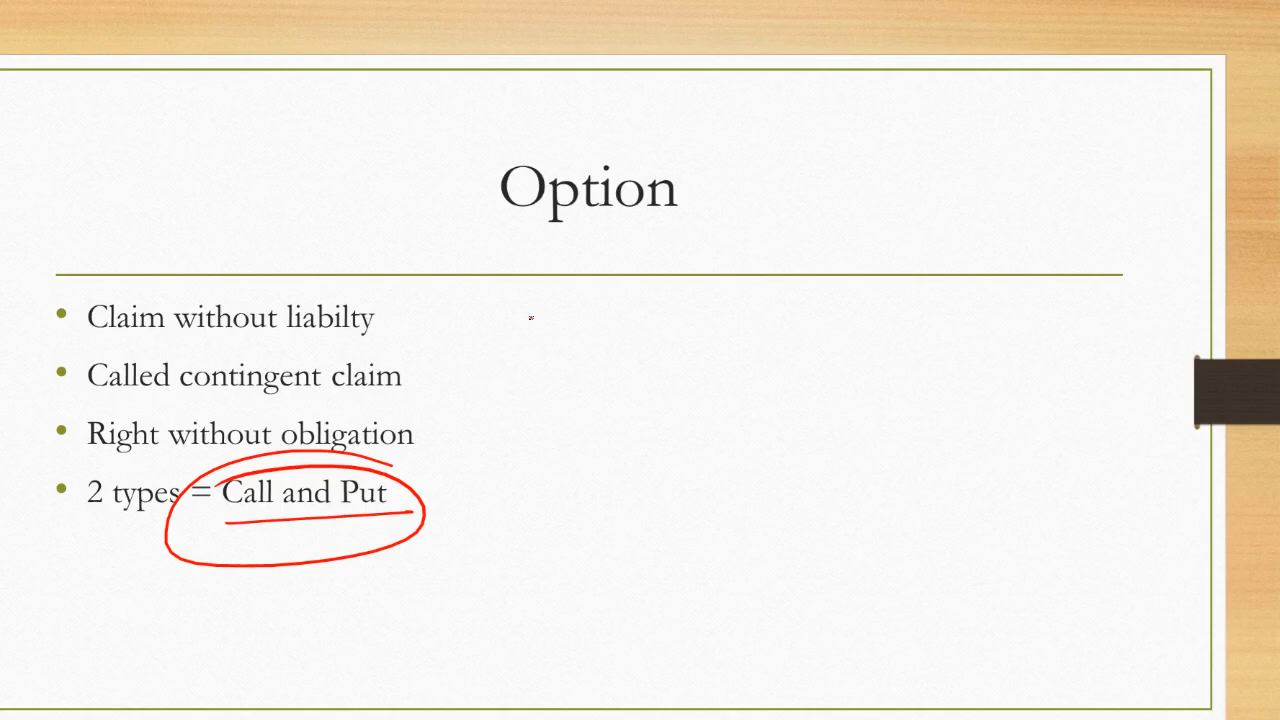 Option
• Claim without liabilty
• Called contingent claim
• Right without obligation
• 2 types = Call and Put